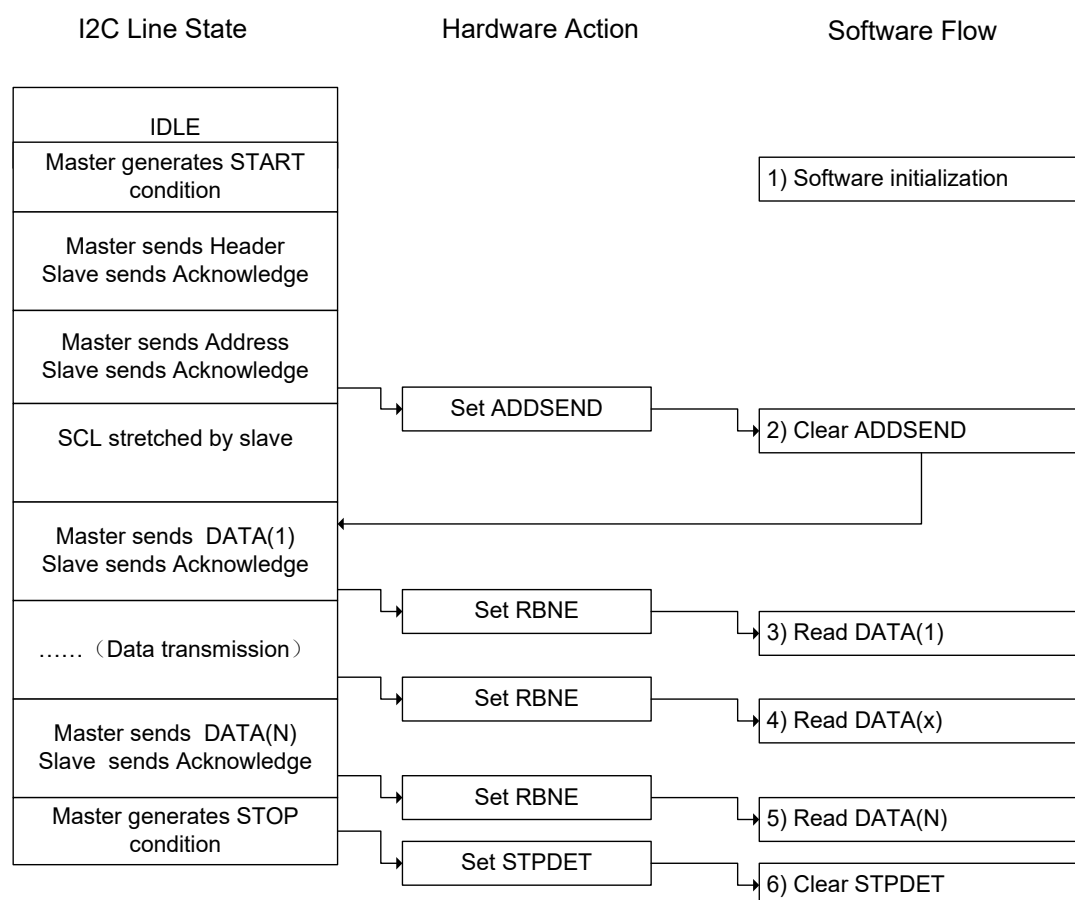 I2C Line State
Hardware Action
Software Flow
IDLE
Master generates START
condition
1) Software initialization
Master sends Header
Slave sends Acknowledge
Master sends Address
Slave sends Acknowledge
Set ADDSEND
2) Clear ADDSEND
SCL stretched by slave
Master sends DATA(1)
Slave sends Acknowledge
Set RBNE
3) Read DATA(1)
……（Data transmission）
Set RBNE
4) Read DATA(x)
Master sends DATA(N)
Slave sends Acknowledge
Set RBNE
5) Read DATA(N)
Master generates STOP
condition
Set STPDET
6) Clear STPDET